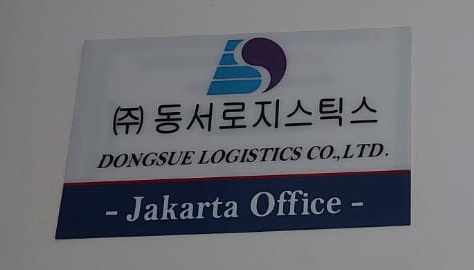 ㈜ 동서로지스틱스
DONGSUE LOGISTICS CO.,LTD.
- Jakarta Office -